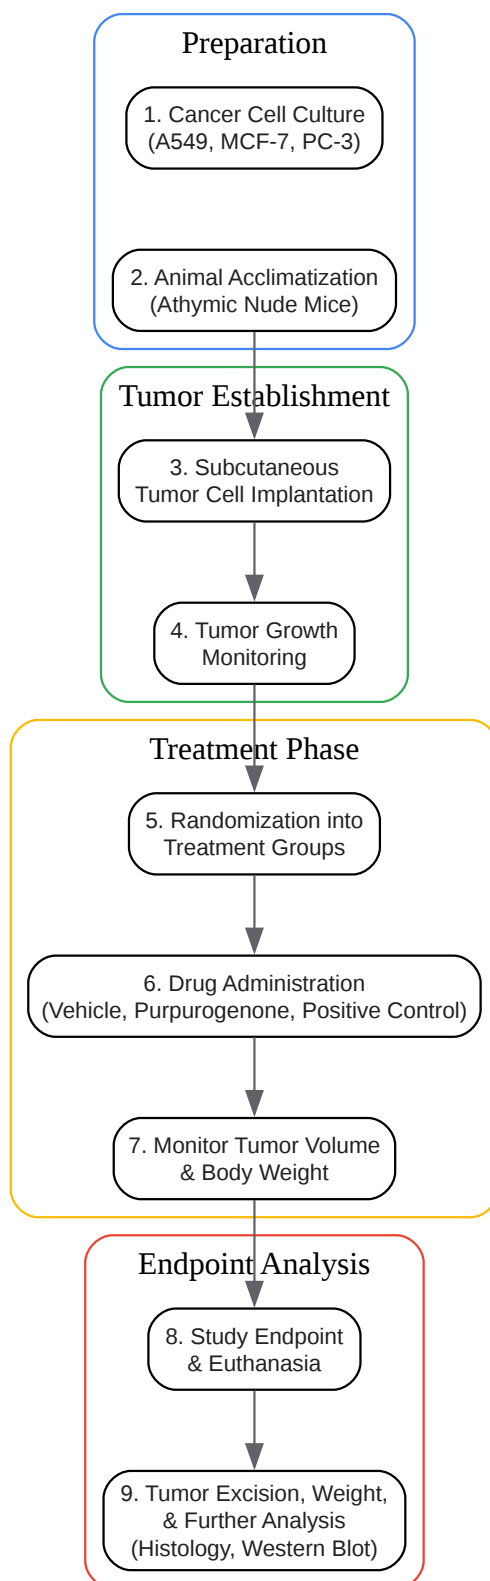 Preparation
1. Cancer Cell Culture
(A549, MCF-7, PC-3)
2. Animal Acclimatization
(Athymic Nude Mice)
Tumor Establishment
3. Subcutaneous
Tumor Cell Implantation
4. Tumor Growth
Monitoring
Treatment Phase
5. Randomization into
Treatment Groups
6. Drug Administration
(Vehicle, Purpurogenone, Positive Control)
7. Monitor Tumor Volume
& Body Weight
Endpoint Analysis
8. Study Endpoint
& Euthanasia
9. Tumor Excision, Weight,
& Further Analysis
(Histology, Western Blot)